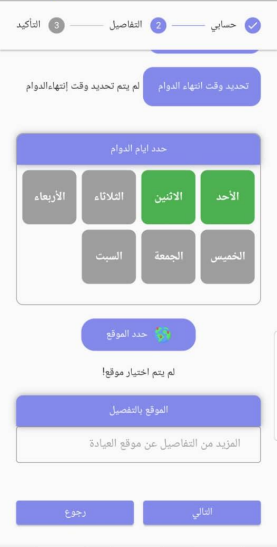 حسابي 2 التفاصيل 3 التأكيد
تحديد وقت انتهاء الدوام لم يتم تحديد وقت إنتهاءالدوام
حدد ايام الدوام
الأحد الاثنين الثلاثاء الأربعاء
الخميس الجمعة السبت
حدد الموقع
لم يتم اختيار موقع!
الموقع بالتفصيل
المزيد من التفاصيل عن موقع العيادة
التالي رجوع